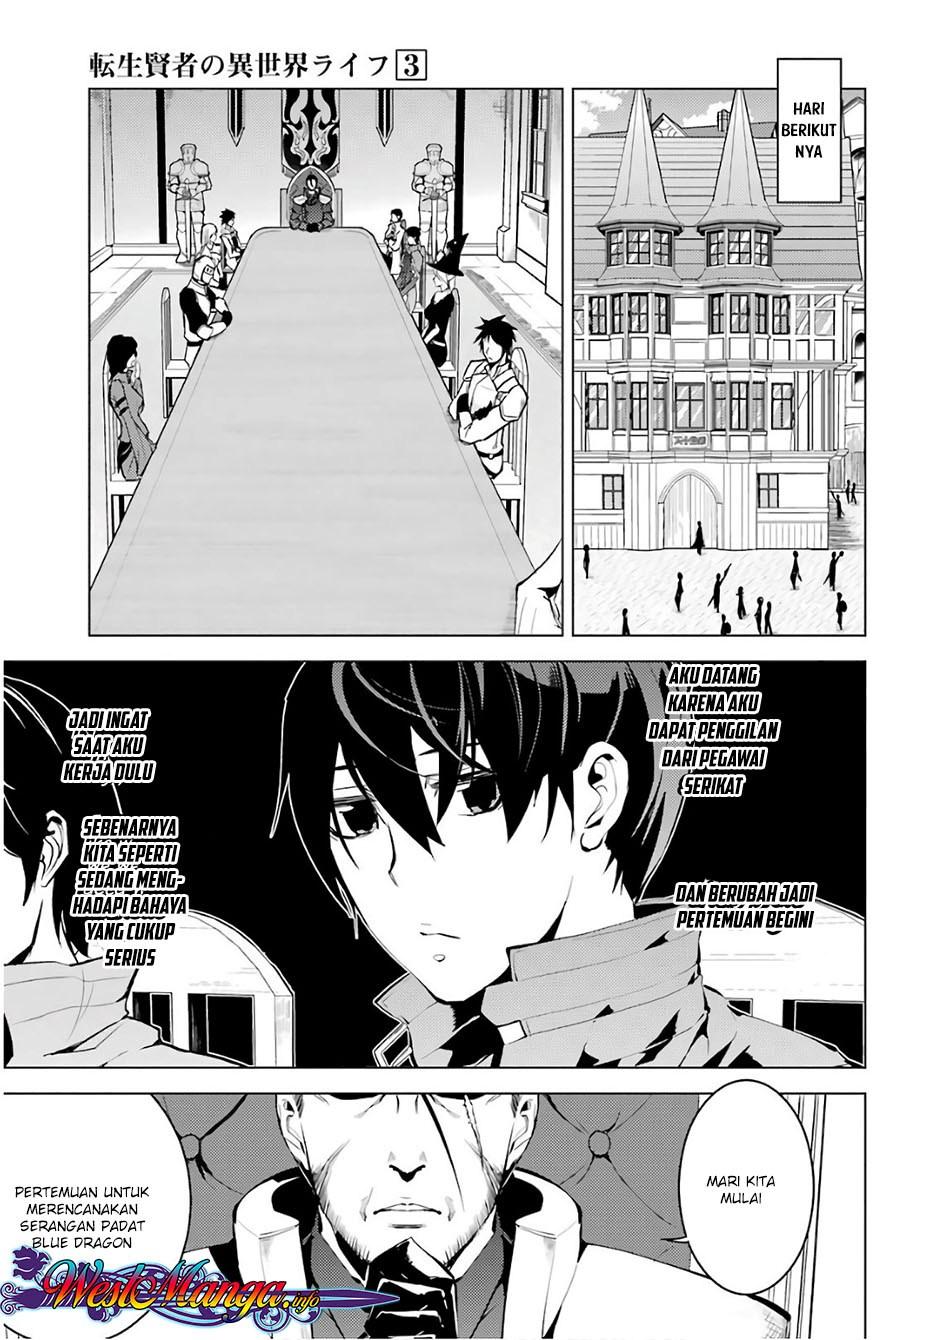 転生賢者の異世界ライフ 3
HARI
BERIKUT
NYA
AKU DATANG
KARENA AKU
DAPAT PENGGILAN
DARI PEGAWAI
SERIKAT
DAN BERUBAH JADI
PERTEMUAN BEGINI
JADI INGAT
SAAT AKU
KERJA DULU
SEBENARNYA
KITA SEPERTI
SEDANG MENG-
HADAPI BAHAYA
YANG CUKUP
SERIUS
MARI KITA
MULAI
PERTEMUAN UNTUK
MERENCANAKAN
SERANGAN PADAT
BLUE DRAGON
WestManga.info